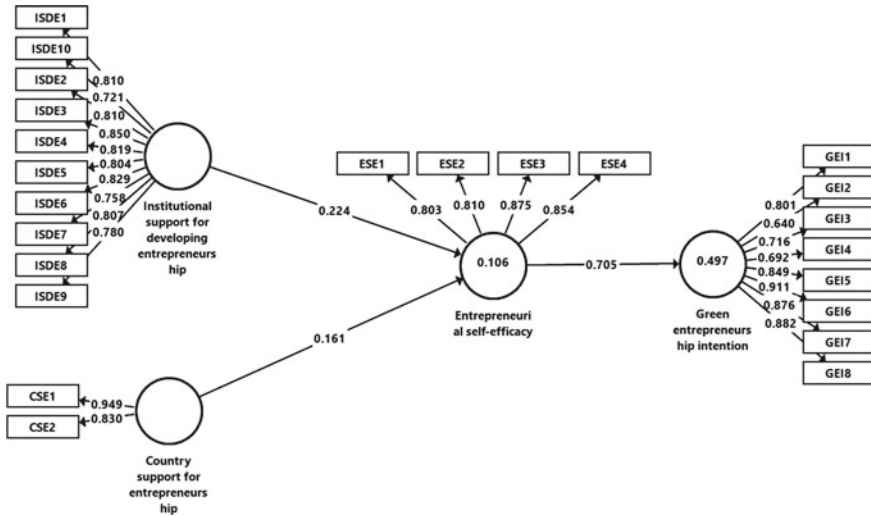 ISDE1
ISDE10
ISDE2
ISDE3
ISDE4
ISDE5
ISDE6
ISDE7
ISDE8
ISDE9
0.810
0.721
0.810
0.850
0.819
0.804
0.829
0.758
0.807
0.780
Institutional
support for
developing
entrepreneurs
hip
0.224
CSE1
CSE2
0.949
0.830
Country
support for
entrepreneurs
hip
0.161
ESE1
ESE2
ESE3
ESE4
0.803
0.810
0.875
0.854
0.106
Entrepreneuri
al self-efficacy
0.705
0.497
Green
entrepreneurs
hip intention
0.801
0.640
0.716
0.692
0.849
0.911
0.876
0.882
GEI1
GEI2
GEI3
GEI4
GEI5
GEI6
GEI7
GEI8